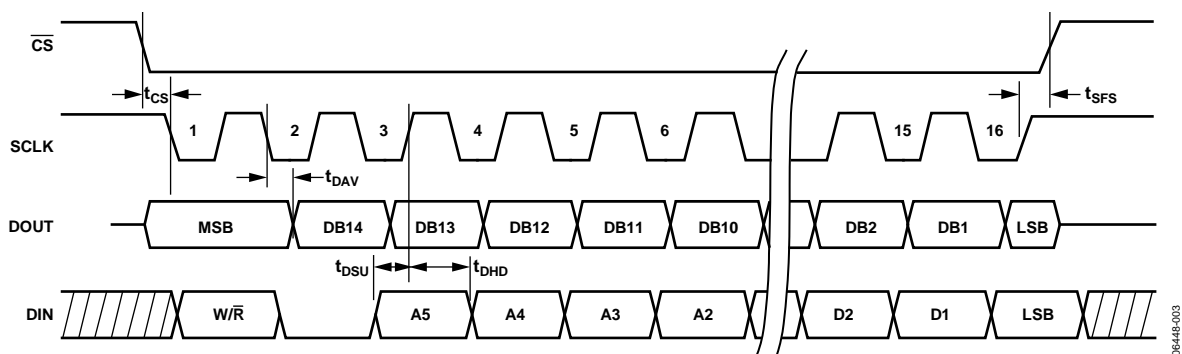 CS
tCS
tSFS
SCLK
1 2 3 4 5 6 15 16
tDAV
DOUT
MSB DB14 DB13 DB12 DB11 DB10 DB2 DB1 LSB
tDSU tDHD
DIN
W/R A5 A4 A3 A2 D2 D1 LSB
06448-003